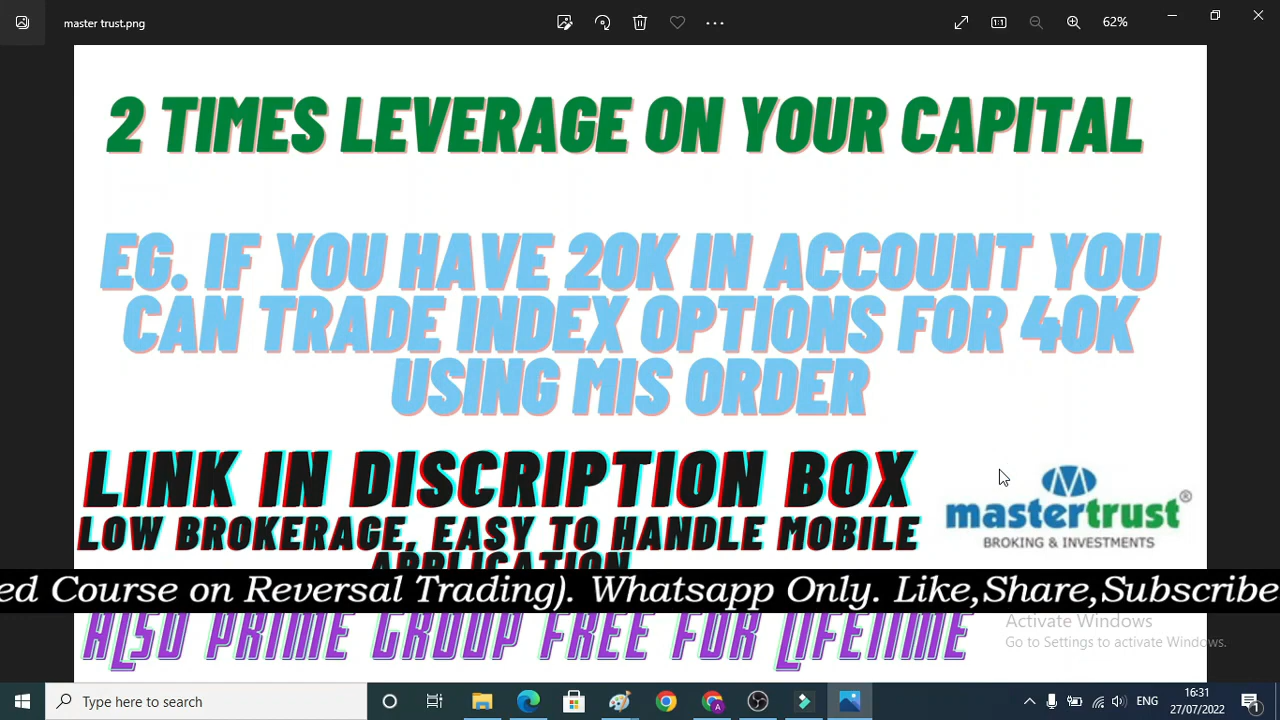 master trust.png
62%
2 TIMES LEVERAGE ON YOUR CAPITAL
EG. IF YOU HAVE 20K IN ACCOUNT YOU
CAN TRADE INDEX OPTIONS FOR 40K
USING MIS ORDER
LINK IN DISCRIPTION BOX
LOW BROKERAGE, EASY TO HANDLE MOBILE
APPLICATION
mastertrust®
BROKING & INVESTMENTS
ed Course on Reversal Trading). Whatsapp Only. Like,Share,Subscribe
ALSO PRIME GROUP FREE FOR LIFETIME
Activate Windows
Go to Settings to activate Windows.
Type here to search
ENG
16:31
27/07/2022
1